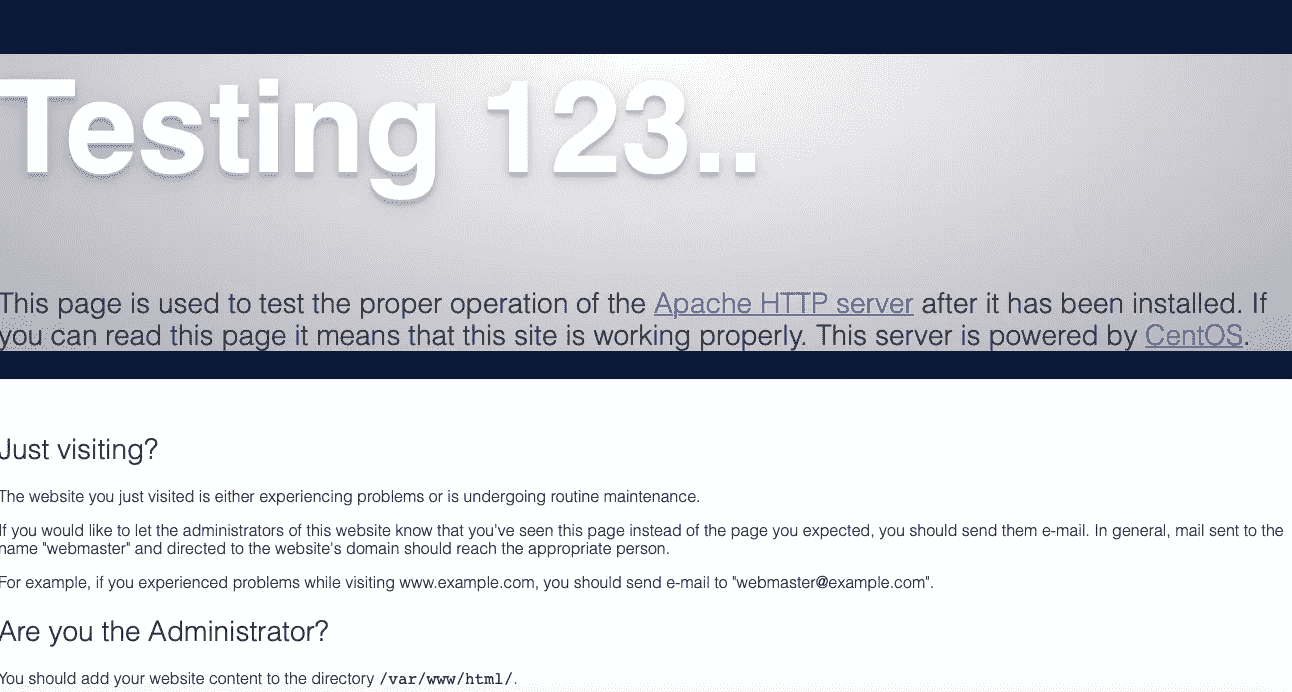 Testing 123..
This page is used to test the proper operation of the Apache HTTP server after it has been installed. If
you can read this page it means that this site is working properly. This server is powered by CentOS.
Just visiting?
The website you just visited is either experiencing problems or is undergoing routine maintenance.
If you would like to let the administrators of this website know that you've seen this page instead of the page you expected, you should send them e-mail. In general, mail sent to the
name "webmaster" and directed to the website's domain should reach the appropriate person.
For example, if you experienced problems while visiting www.example.com, you should send e-mail to "webmaster@example.com".
Are you the Administrator?
You should add your website content to the directory /var/www/html/.